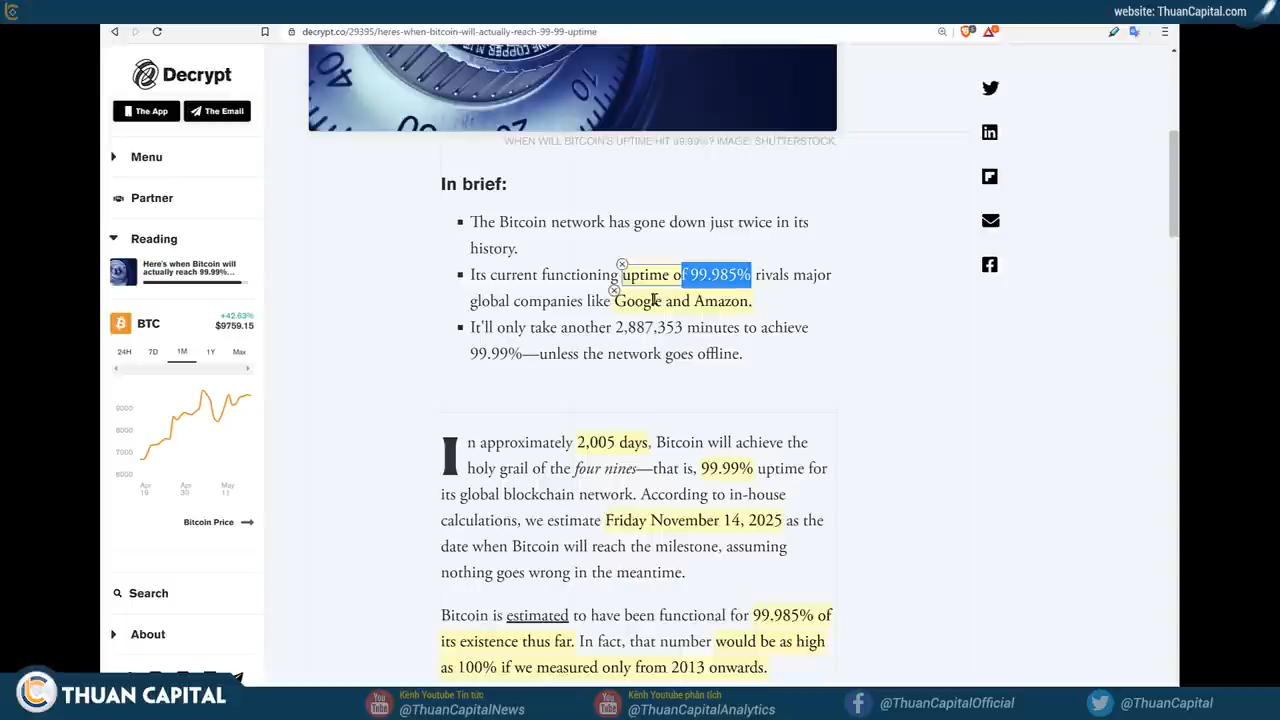 website: ThuanCapital.com
decrypt.co/29395/heres-when-bitcoin-will-actually-reach-99-99-uptime
Decrypt
The App
The Email
Menu
Partner
Reading
Here's when Bitcoin will
actually reach 99.99%...
BTC
+42.63%
$9759.15
24H 7D 1M 1Y Max
9000
8000
7000
6000
Apr
19
Apr
30
May
11
Bitcoin Price
Search
About
WHEN WILL BITCOIN'S UPTIME HIT 99.99%? IMAGE: SHUTTERSTOCK
In brief:
The Bitcoin network has gone down just twice in its
history.
Its current functioning uptime of 99.985% rivals major
global companies like Google and Amazon.
It'll only take another 2,887,353 minutes to achieve
99.99%—unless the network goes offline.
In approximately 2,005 days, Bitcoin will achieve the
holy grail of the four nines—that is, 99.99% uptime for
its global blockchain network. According to in-house
calculations, we estimate Friday November 14, 2025 as the
date when Bitcoin will reach the milestone, assuming
nothing goes wrong in the meantime.
Bitcoin is estimated to have been functional for 99.985% of
its existence thus far. In fact, that number would be as high
as 100% if we measured only from 2013 onwards.
THUAN CAPITAL
Kênh Youtube Tin tức
@ThuanCapitalNews
Kênh Youtube phân tích
@ThuanCapitalAnalytics
@ThuanCapitalOfficial
@ThuanCapital